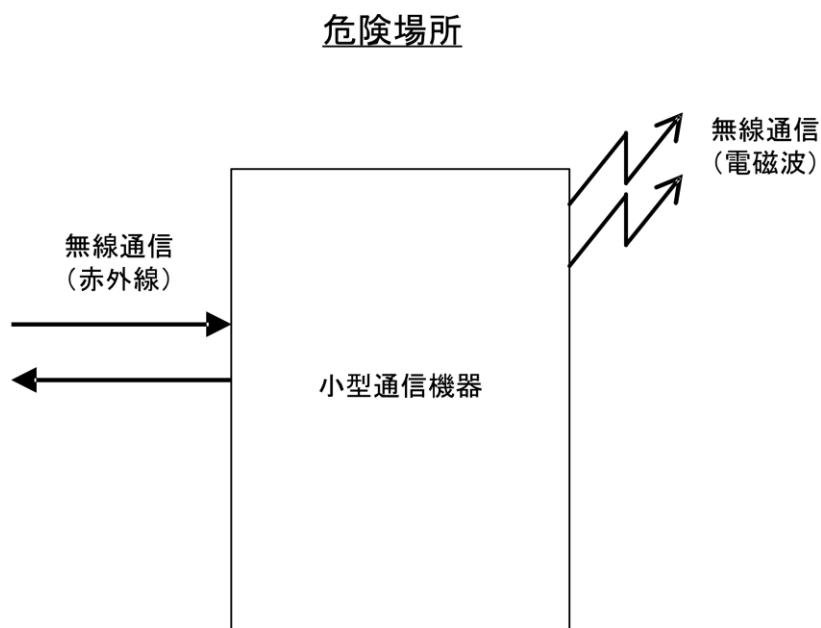 危険場所
無線通信
（電磁波）
無線通信
（赤外線）
小型通信機器